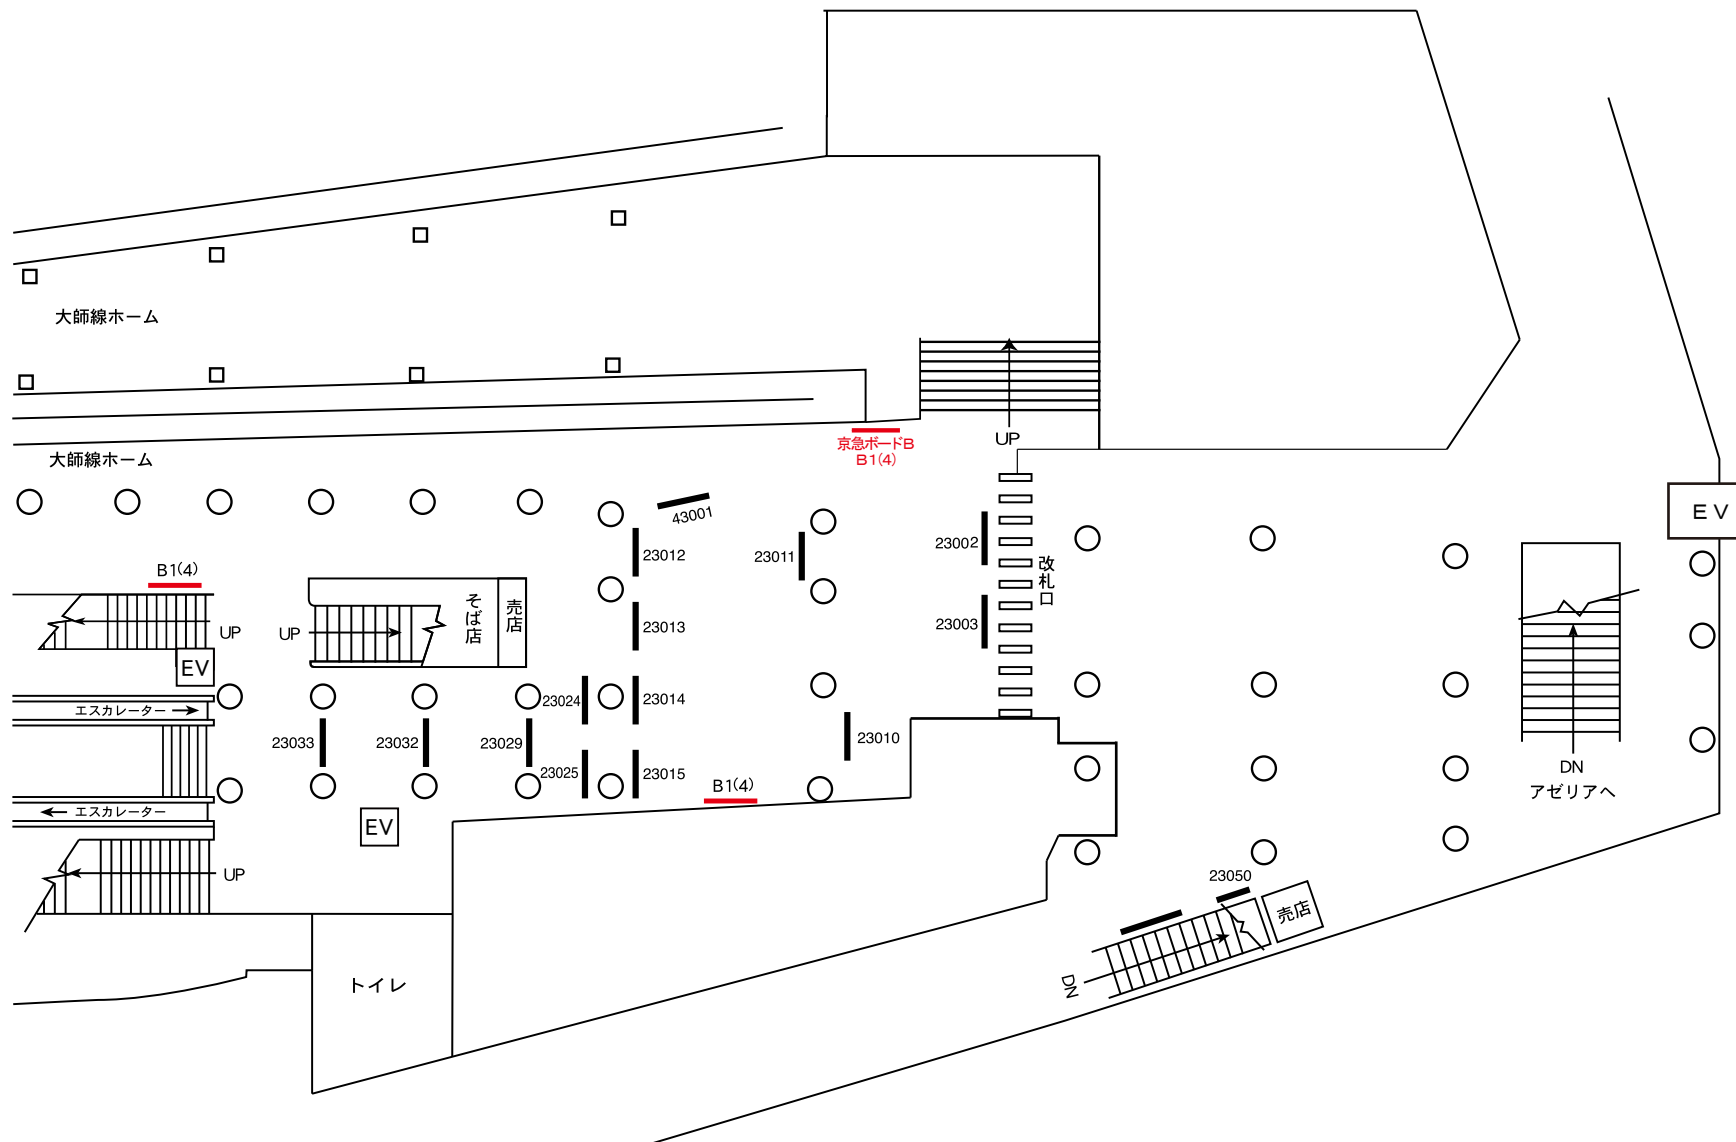 大師線ホーム
UP
京急ボードB
B1(4)
大師線ホーム
EV
43001
23012
23011
23002
改札口
B1(4)
UP
EV
UP
そば店
売店
23013
23003
エスカレーター
23033
23032
23029
23024
23014
23025
23015
23010
B1(4)
エスカレーター
EV
UP
DN
アゼリアへ
23050
売店
DN
トイレ